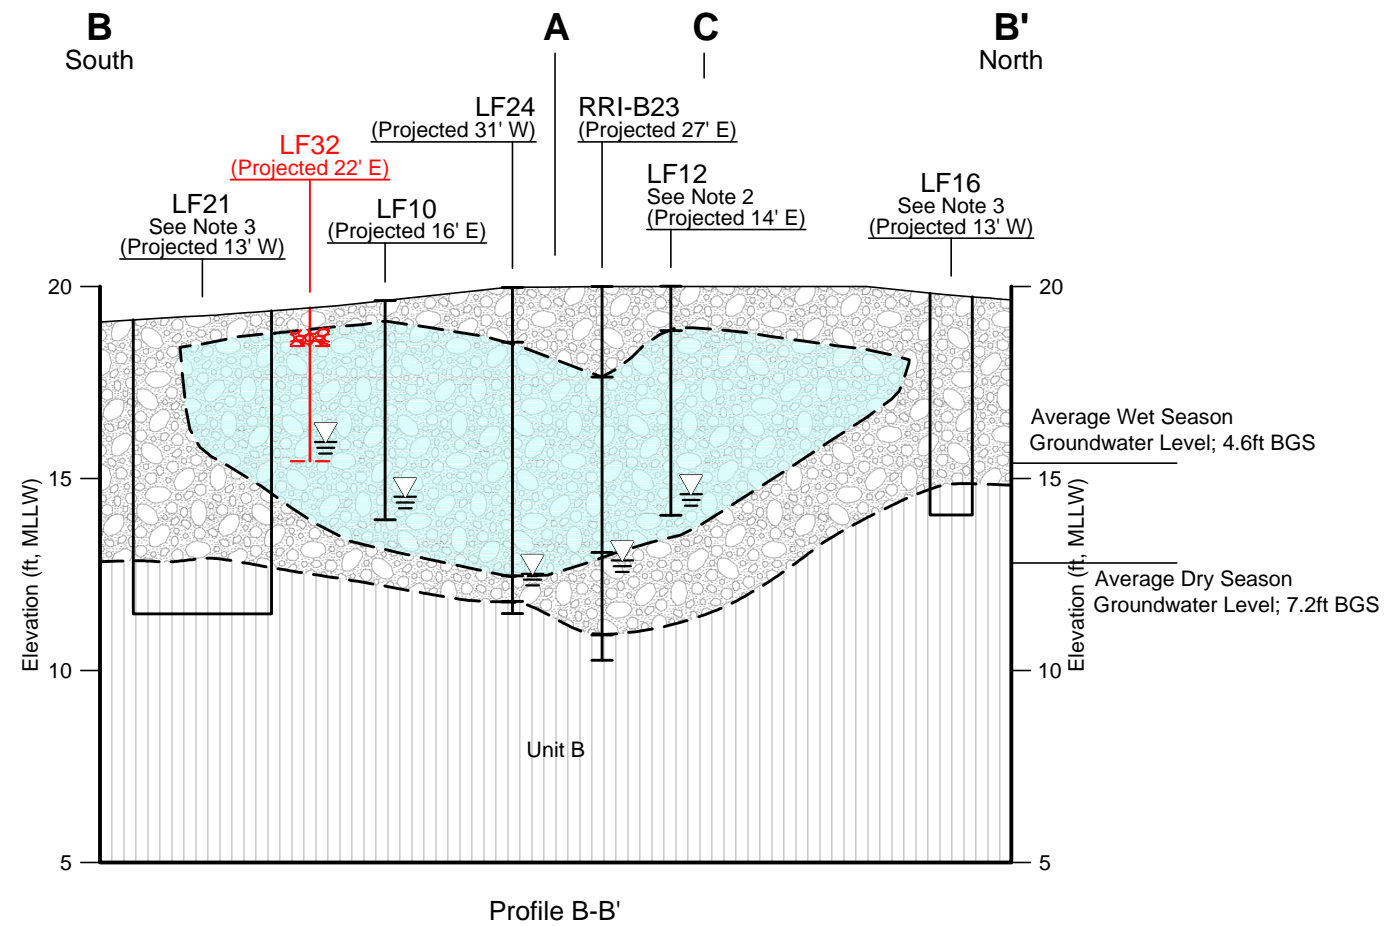 B
South
A
C
B'
North
LF24
(Projected 31' W)
RRI-B23
(Projected 27' E)
LF32
(Projected 22' E)
LF12
See Note 2
(Projected 14' E)
LF21
See Note 3
(Projected 13' W)
LF10
(Projected 16' E)
LF16
See Note 3
(Projected 13' W)
20
20
Average Wet Season
Groundwater Level; 4.6ft BGS
15
15
Elevation (ft, MLLW)
Elevation (ft, MLLW)
Average Dry Season
Groundwater Level; 7.2ft BGS
10
10
Unit B
5
5
Profile B-B'